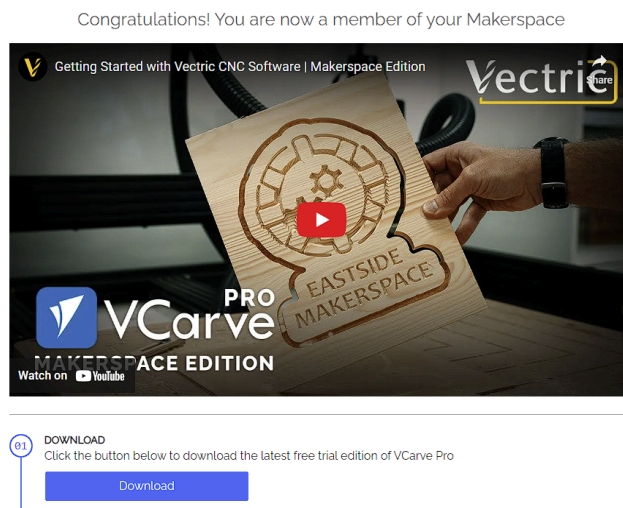 Congratulations! You are now a member of your Makerspace
Getting Started with Vectric CNC Software | Makerspace Edition
Vectric
Share
EASTSIDE
MAKERSPACE
PRO
VCarve
MAKERSPACE EDITION
Watch on YouTube
01
DOWNLOAD
Click the button below to download the latest free trial edition of VCarve Pro
Download